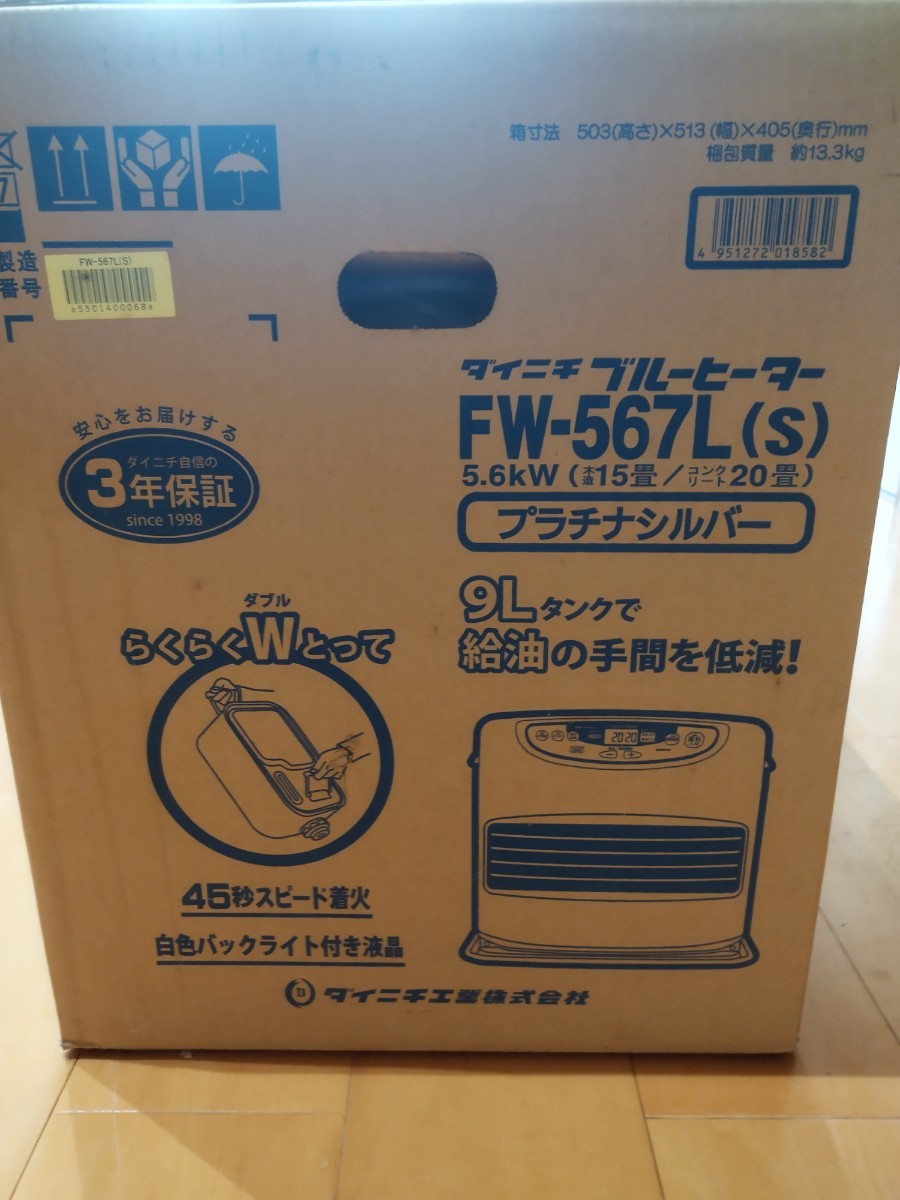 箱寸法 503(高さ)×513(幅)×405(奥行)mm
梱包質量 約13.3kg
4 951272 018582
7
製造
番号
FW-567L(S)
a5501400068a
ダイニチ ブルーヒーター
FW-567L(S)
5.6kW(木造15畳/コンクリート20畳)
プラチナシルバー
安心をお届けする
ダイニチ自信の
3年保証
since 1998
9Lタンクで
給油の手間を低減!
ダブル
らくらくWとって
20 20
45秒スピード着火
白色バックライト付き液晶
ダイニチ工業株式会社